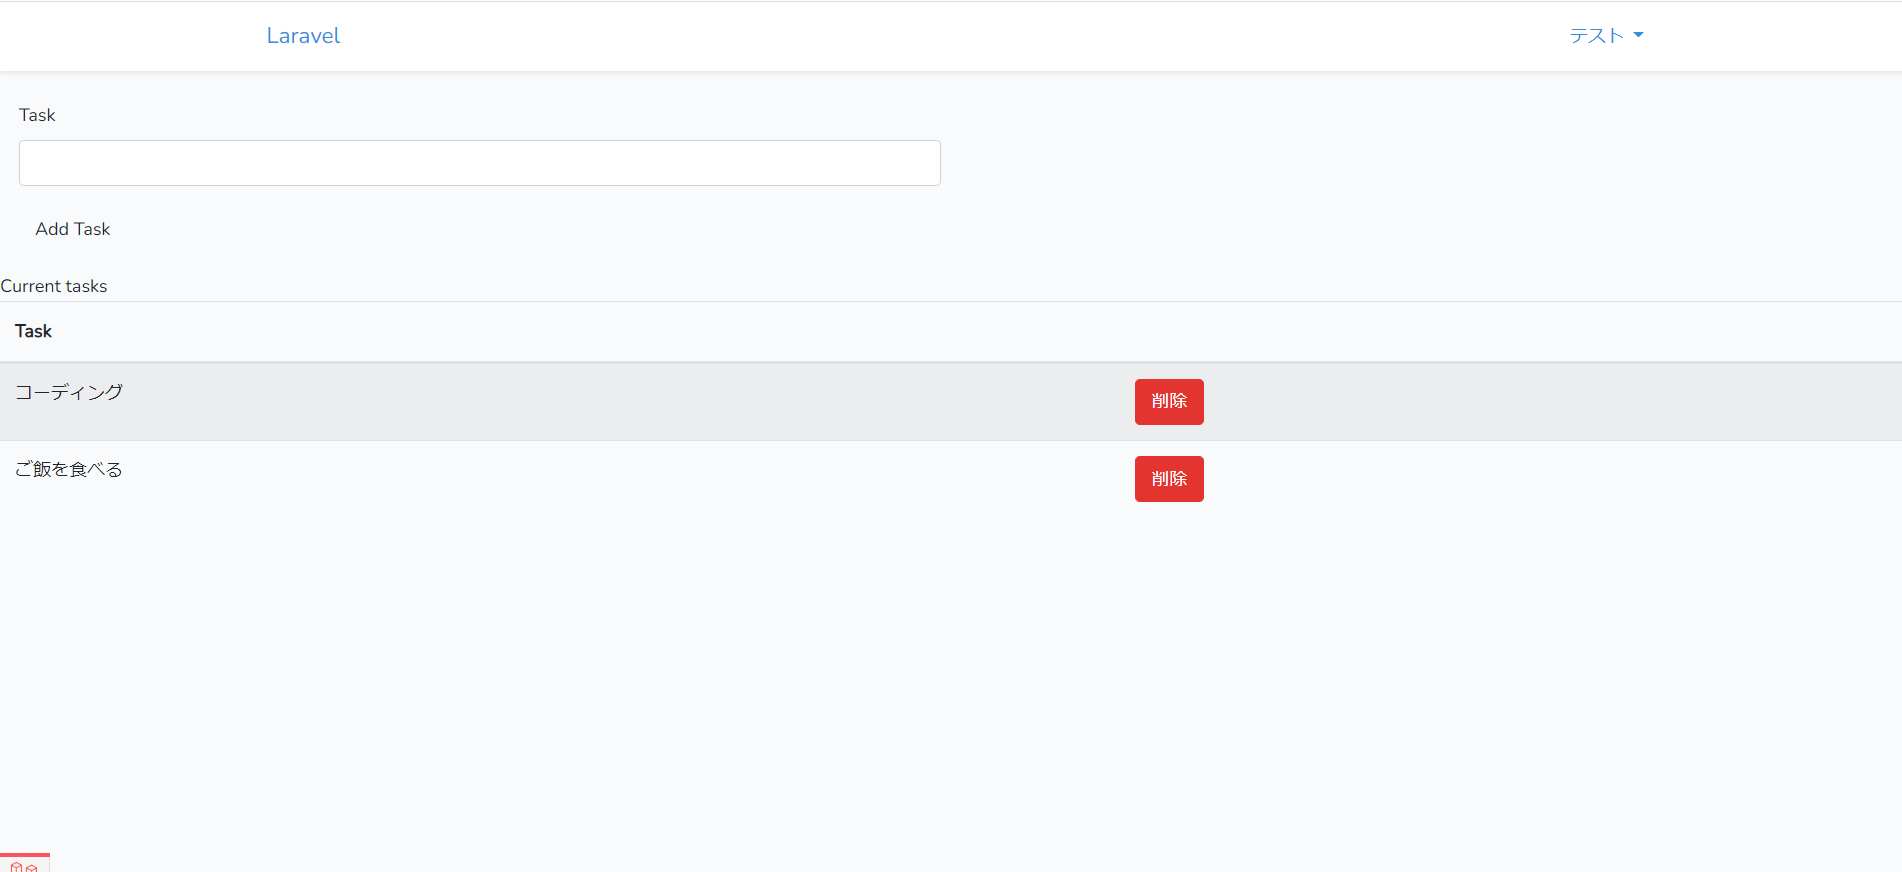 Laravel
テスト
Task
Add Task
Current tasks
Task
コーディング
削除
ご飯を食べる
削除